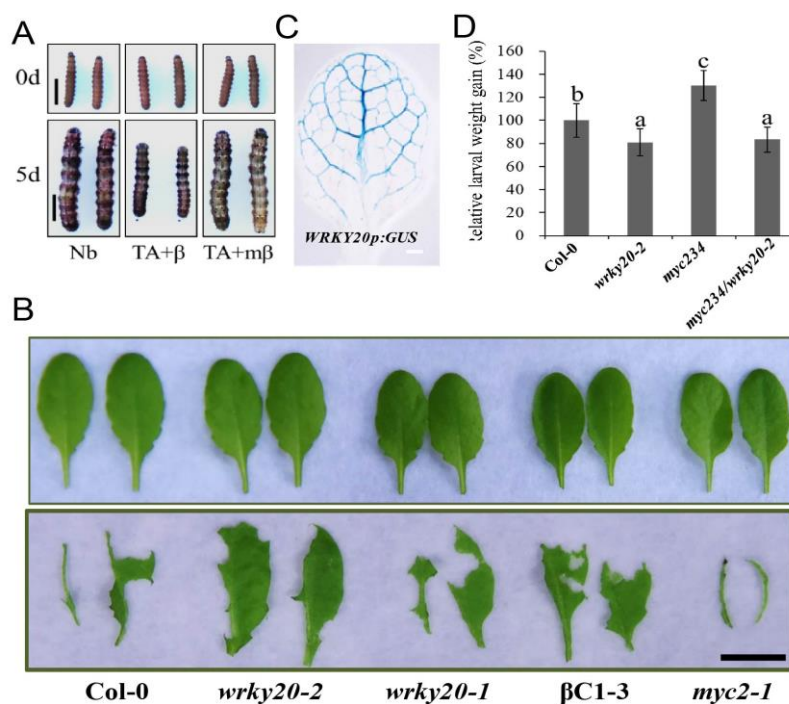 A
0d
5d
Nb TA+β TA+mβ
C
WRKY20p:GUS
D
Relative larval weight gain (%)
160
140
120
100
80
60
40
20
0
b
a
c
a
Col-0
wrky20-2
myc234
myc234/wrky20-2
B
Col-0 wrky20-2 wrky20-1 βC1-3 myc2-1